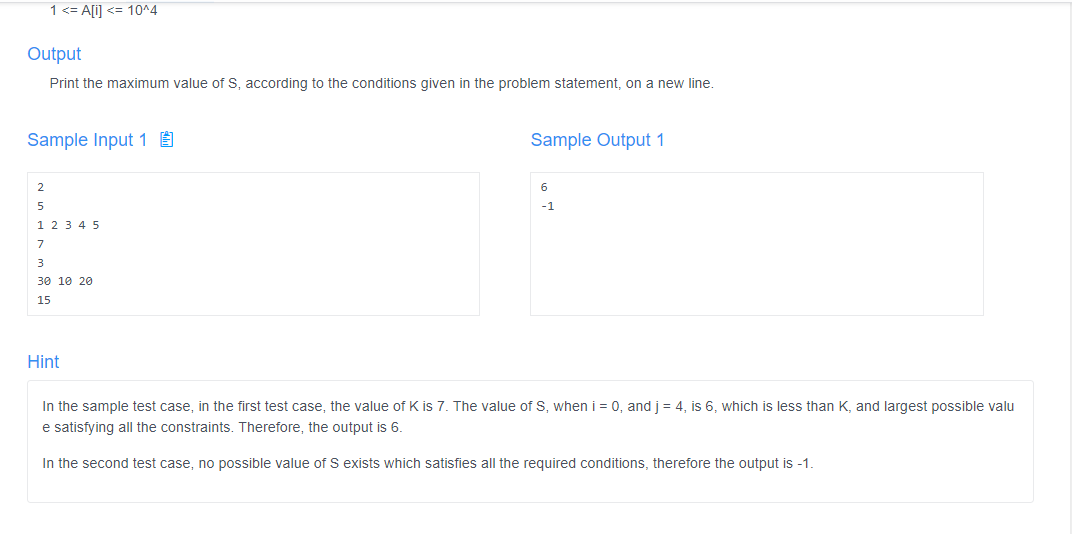 1 <= A[i] <= 10^4
Output
Print the maximum value of S, according to the conditions given in the problem statement, on a new line.
Sample Input 1
Sample Output 1
2
5
1 2 3 4 5
7
3
30 10 20
15
6
-1
Hint
In the sample test case, in the first test case, the value of K is 7. The value of S, when i = 0, and j = 4, is 6, which is less than K, and largest possible valu
e satisfying all the constraints. Therefore, the output is 6.
In the second test case, no possible value of S exists which satisfies all the required conditions, therefore the output is -1.